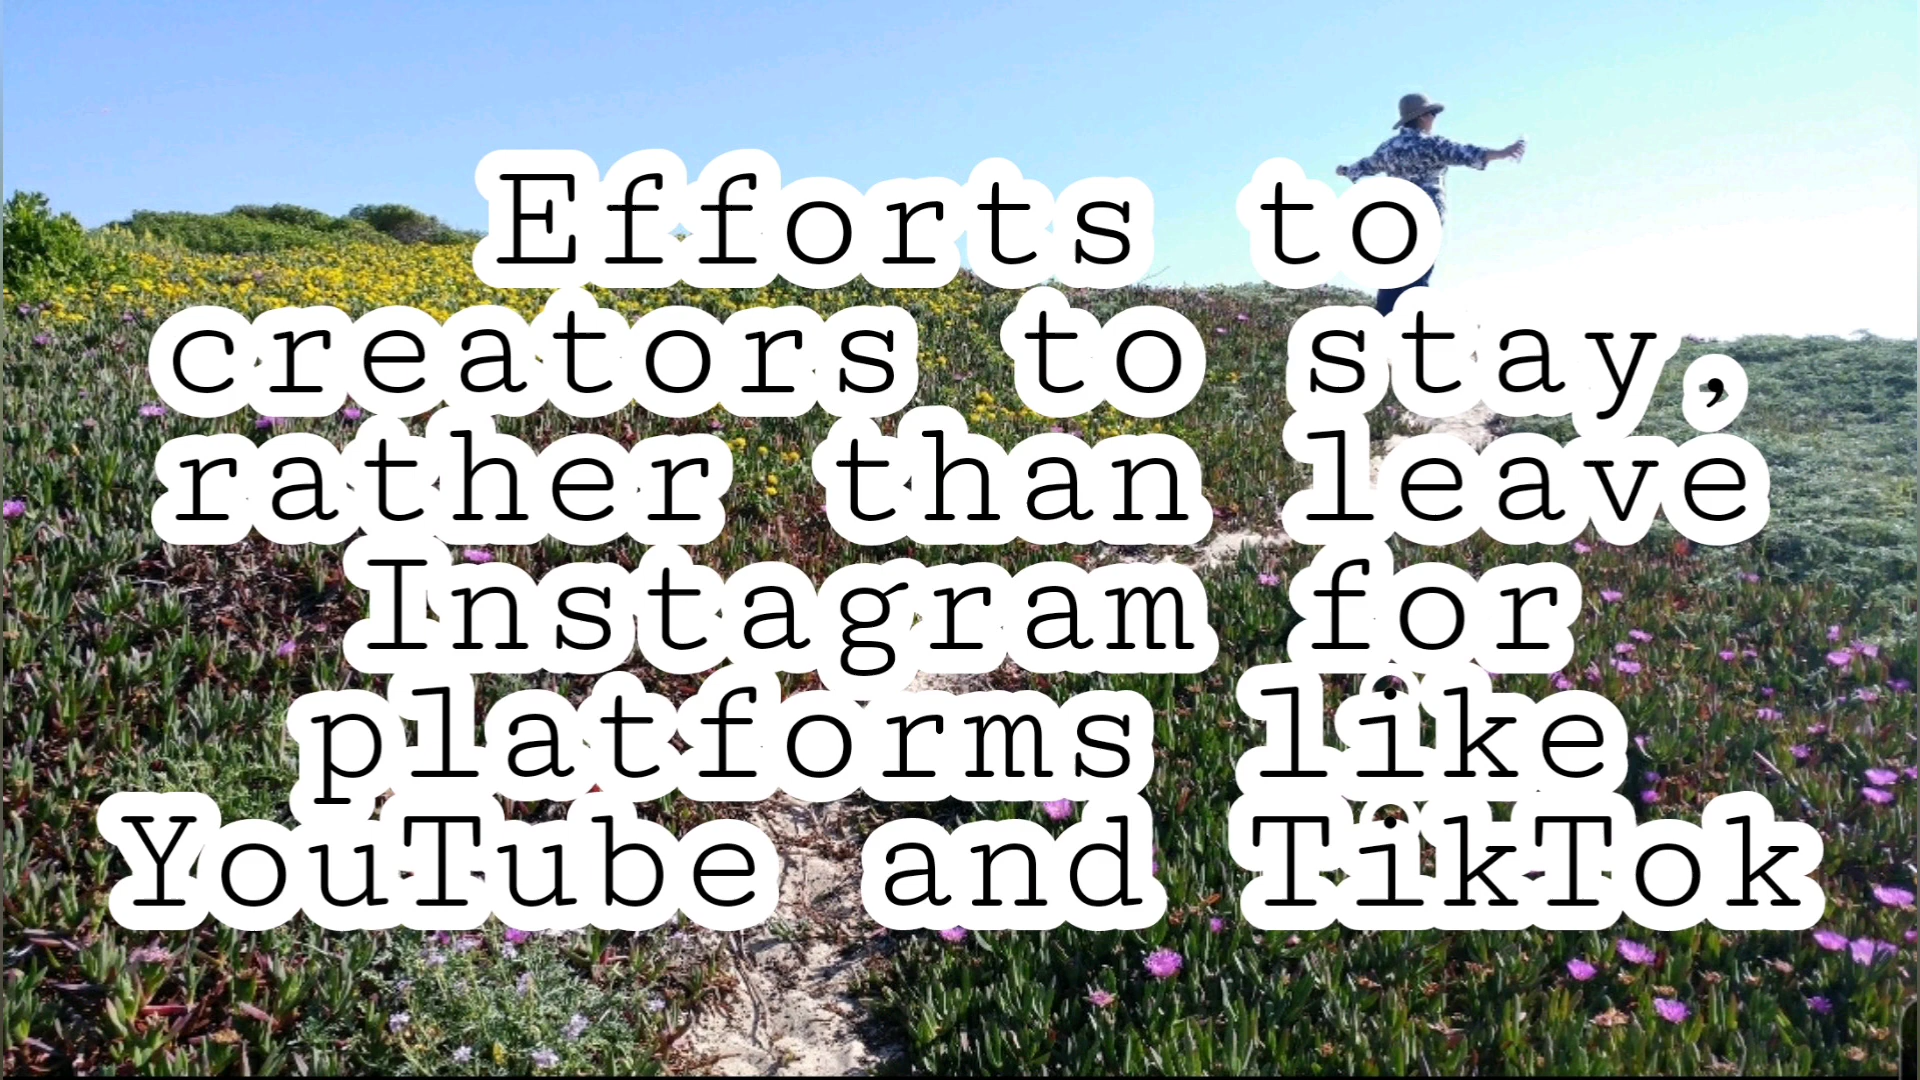 Efforts to
creators to stay,
rather than leave
Instagram for
platforms like
YouTube and TikTok